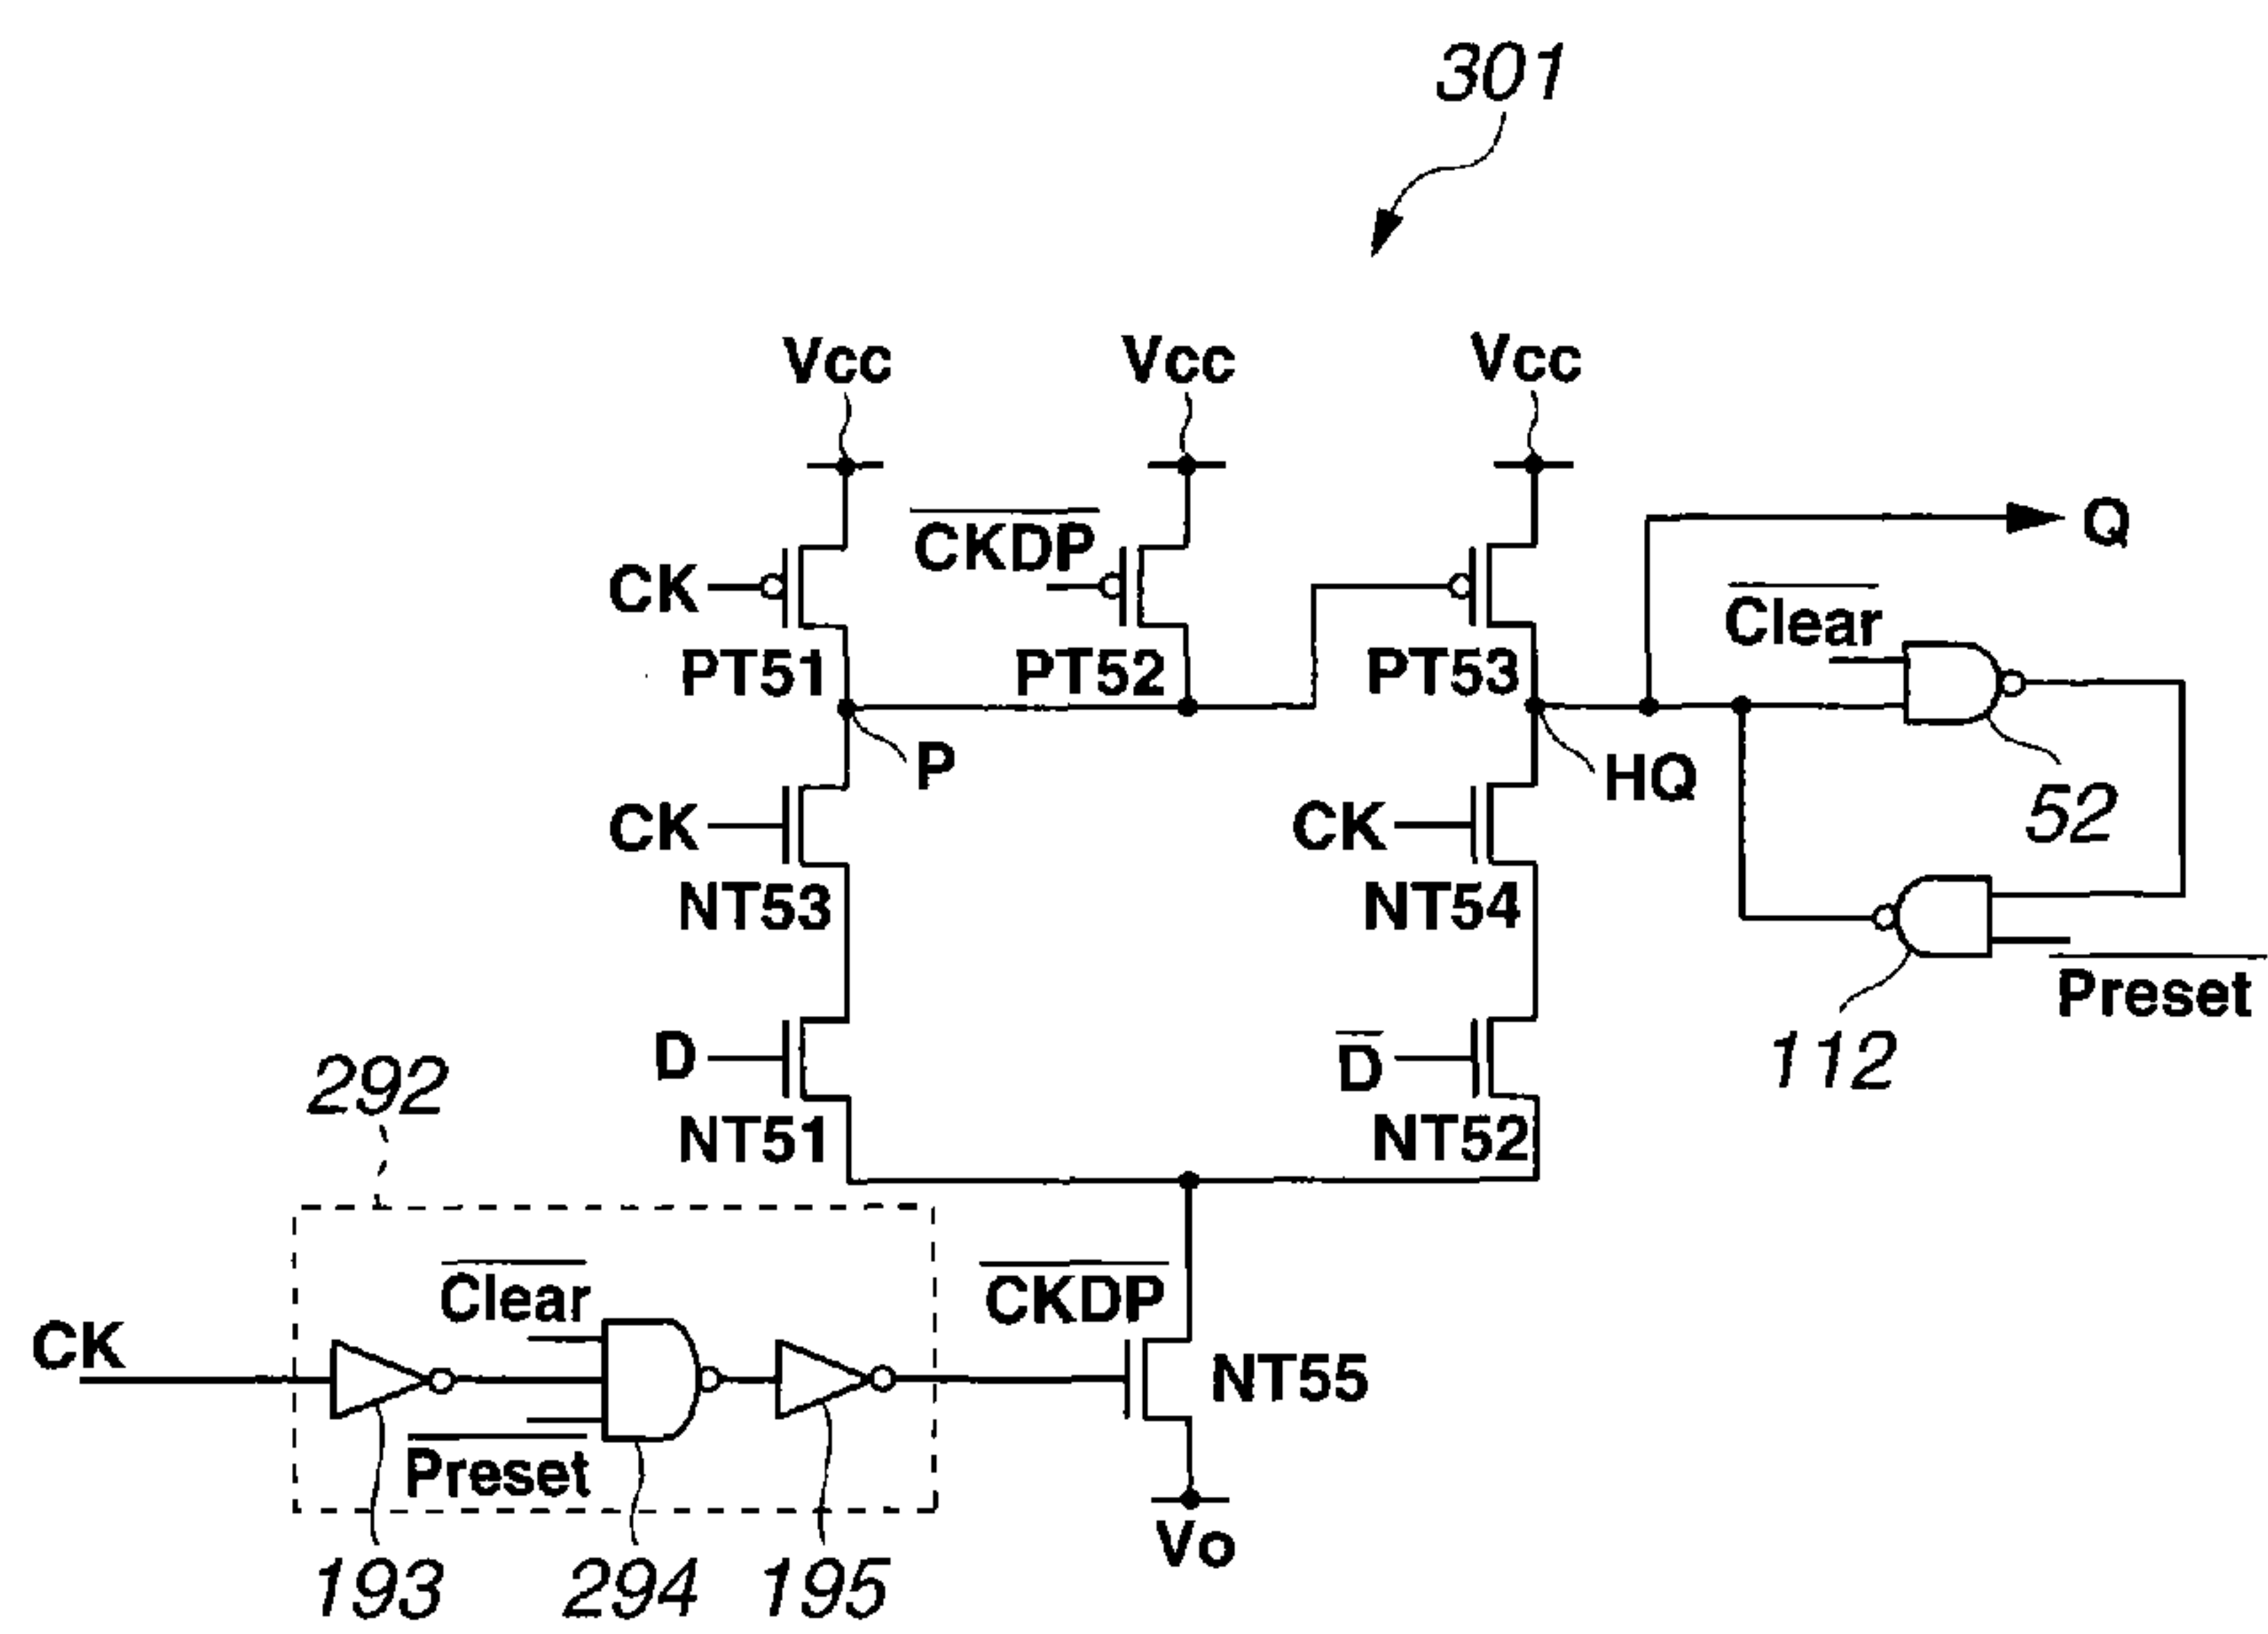 301
Vcc
Vcc
Vcc
CKDP
Q
CK
Clear
PT51
PT52
PT53
P
HQ
CK
CK
52
NT53
NT54
Preset
D
D
112
292
NT51
NT52
Clear
CKDP
CK
NT55
Preset
Vo
193
294
195